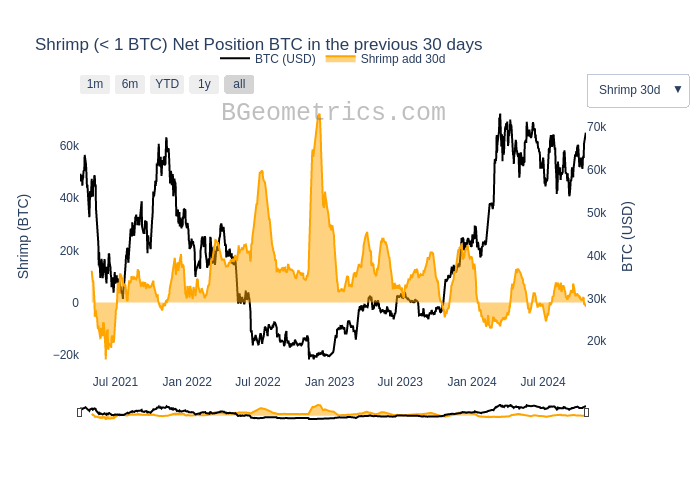 Shrimp (< 1 BTC) Net Position BTC in the previous 30 days
BTC (USD) Shrimp add 30d
1m 6m YTD 1y all
Shrimp 30d ▼
BGeometrics.com
60k
40k
20k
0
−20k
Shrimp (BTC)
70k
60k
50k
40k
30k
20k
BTC (USD)
Jul 2021 Jan 2022 Jul 2022 Jan 2023 Jul 2023 Jan 2024 Jul 2024